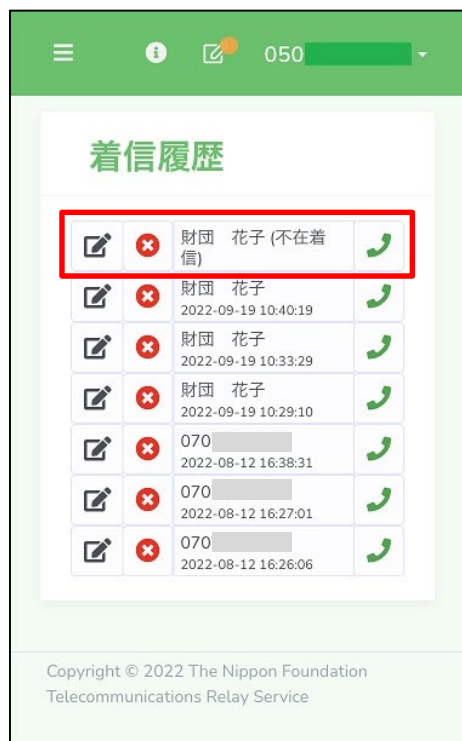 050
着信履歴
財団　花子 (不在着
信)
財団　花子
2022-09-19 10:40:19
財団　花子
2022-09-19 10:33:29
財団　花子
2022-09-19 10:29:10
070
2022-08-12 16:38:31
070
2022-08-12 16:27:01
070
2022-08-12 16:26:06
Copyright © 2022 The Nippon Foundation
Telecommunications Relay Service